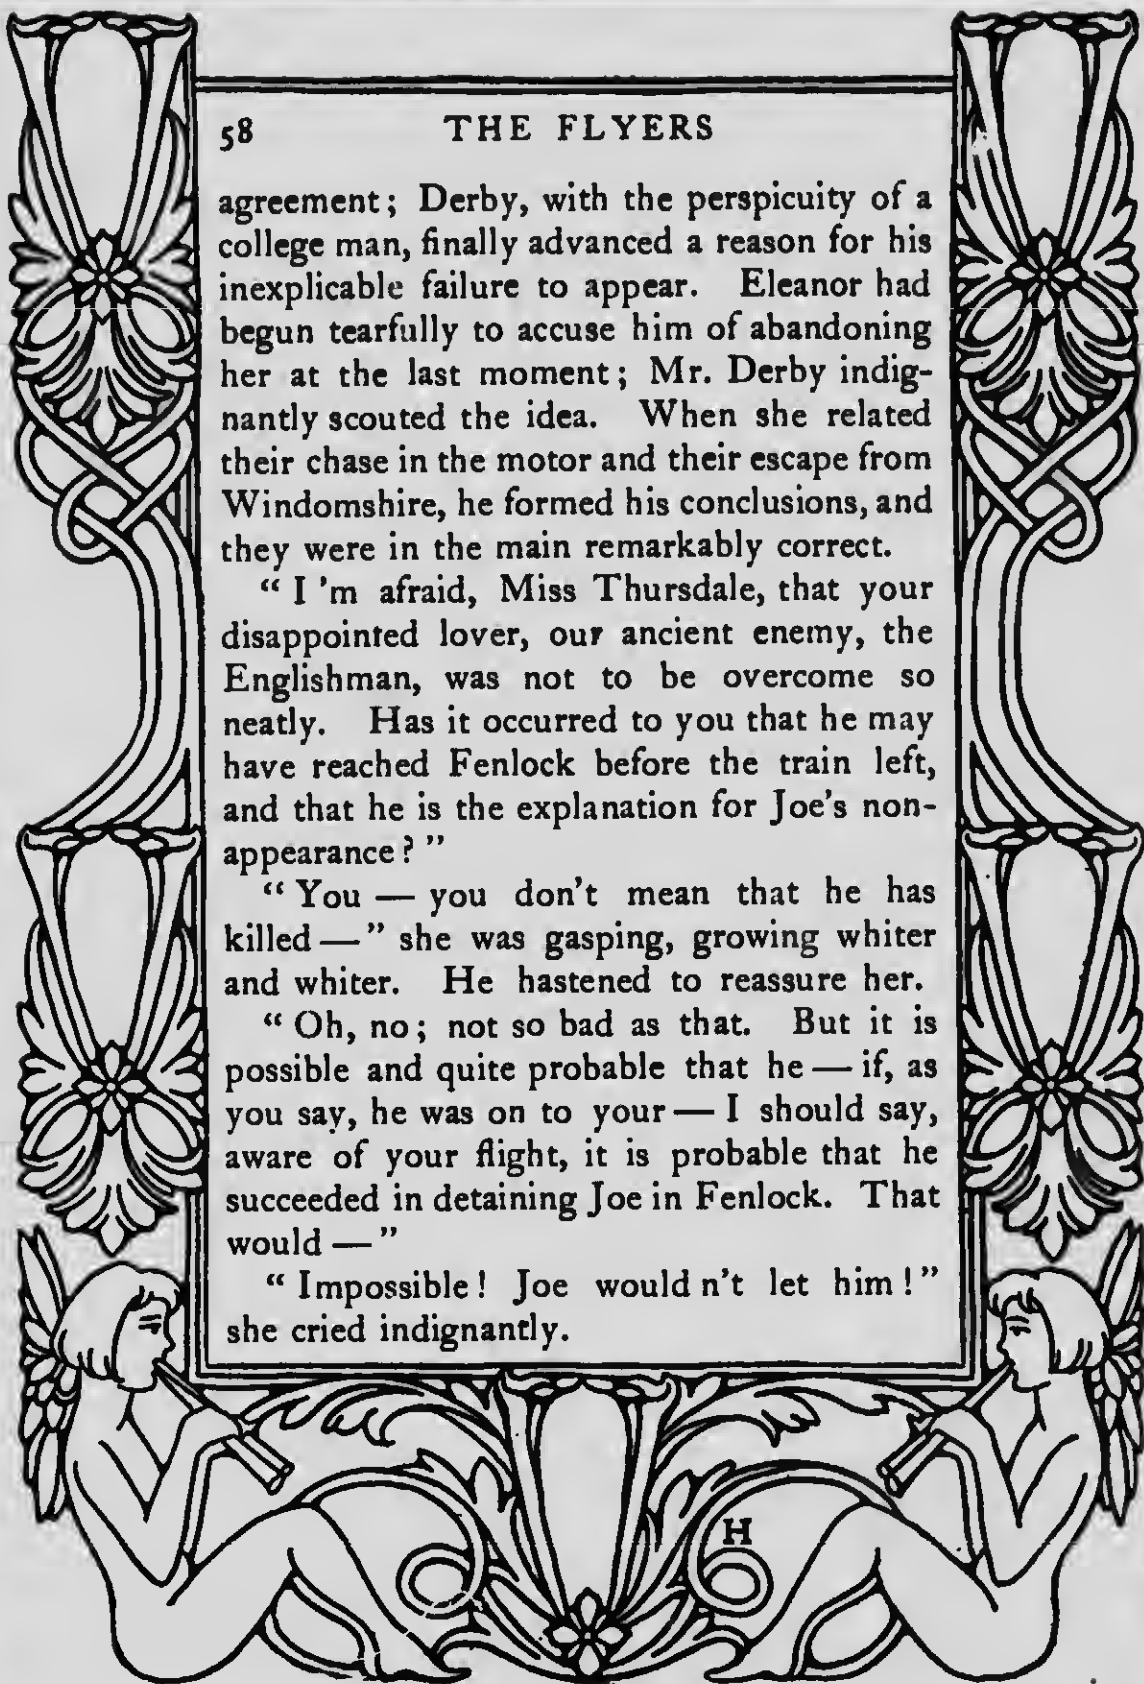 58 THE FLYERS
agreement; Derby, with the perspicuity of a
college man, finally advanced a reason for his
inexplicable failure to appear. Eleanor had
begun tearfully to accuse him of abandoning
her at the last moment; Mr. Derby indig-
nantly scouted the idea. When she related
their chase in the motor and their escape from
Windomshire, he formed his conclusions, and
they were in the main remarkably correct.
“I'm afraid, Miss Thursdale, that your
disappointed lover, our ancient enemy, the
Englishman, was not to be overcome so
neatly. Has it occurred to you that he may
have reached Fenlock before the train left,
and that he is the explanation for Joe's non-
appearance?”
“You — you don't mean that he has
killed —” she was gasping, growing whiter
and whiter. He hastened to reassure her.
“Oh, no; not so bad as that. But it is
possible and quite probable that he — if, as
you say, he was on to your — I should say,
aware of your flight, it is probable that he
succeeded in detaining Joe in Fenlock. That
would —”
“Impossible! Joe would n't let him!”
she cried indignantly.
H